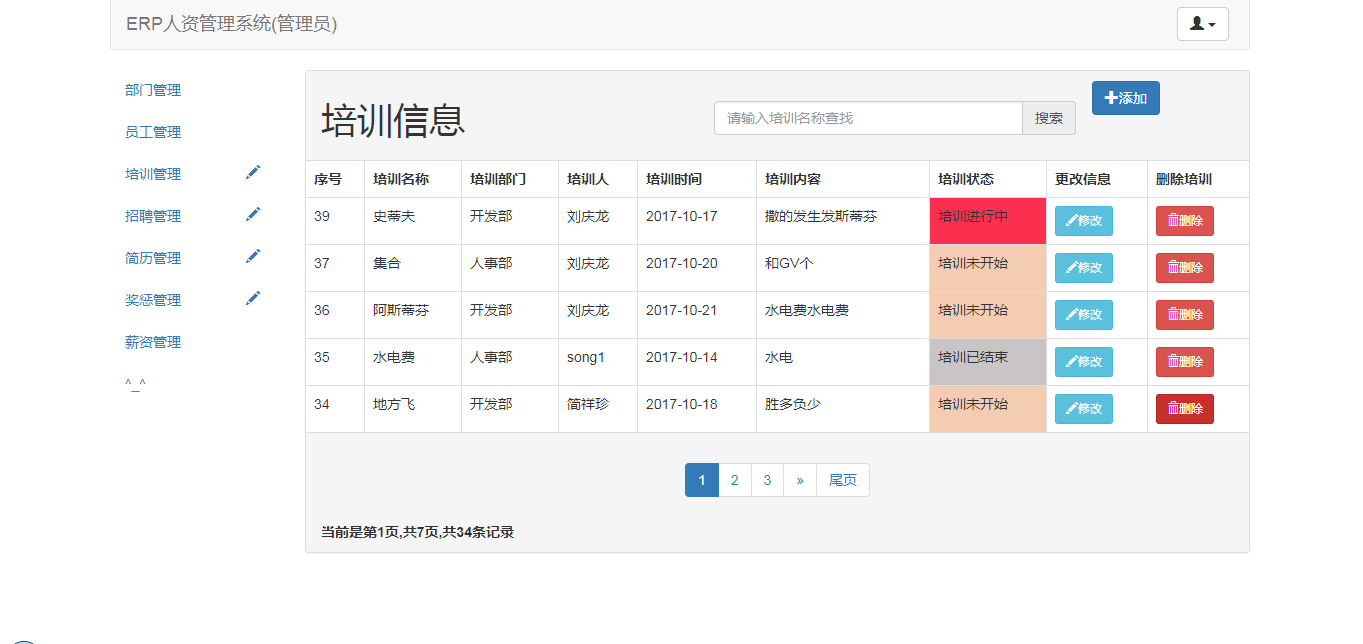 ERP人资管理系统(管理员)
部门管理
员工管理
培训管理
招聘管理
简历管理
奖惩管理
薪资管理
^_^
培训信息
请输入培训名称查找 搜索 添加
序号 培训名称 培训部门 培训人 培训时间 培训内容 培训状态 更改信息 删除培训
39 史蒂夫 开发部 刘庆龙 2017-10-17 撒的发生发斯蒂芬 培训进行中 修改 删除
37 集合 人事部 刘庆龙 2017-10-20 和GV个 培训未开始 修改 删除
36 阿斯蒂芬 开发部 刘庆龙 2017-10-21 水电费水电费 培训未开始 修改 删除
35 水电费 人事部 song1 2017-10-14 水电 培训已结束 修改 删除
34 地方飞 开发部 简祥珍 2017-10-18 胜多负少 培训未开始 修改 删除
1 2 3 » 尾页
当前是第1页,共7页,共34条记录